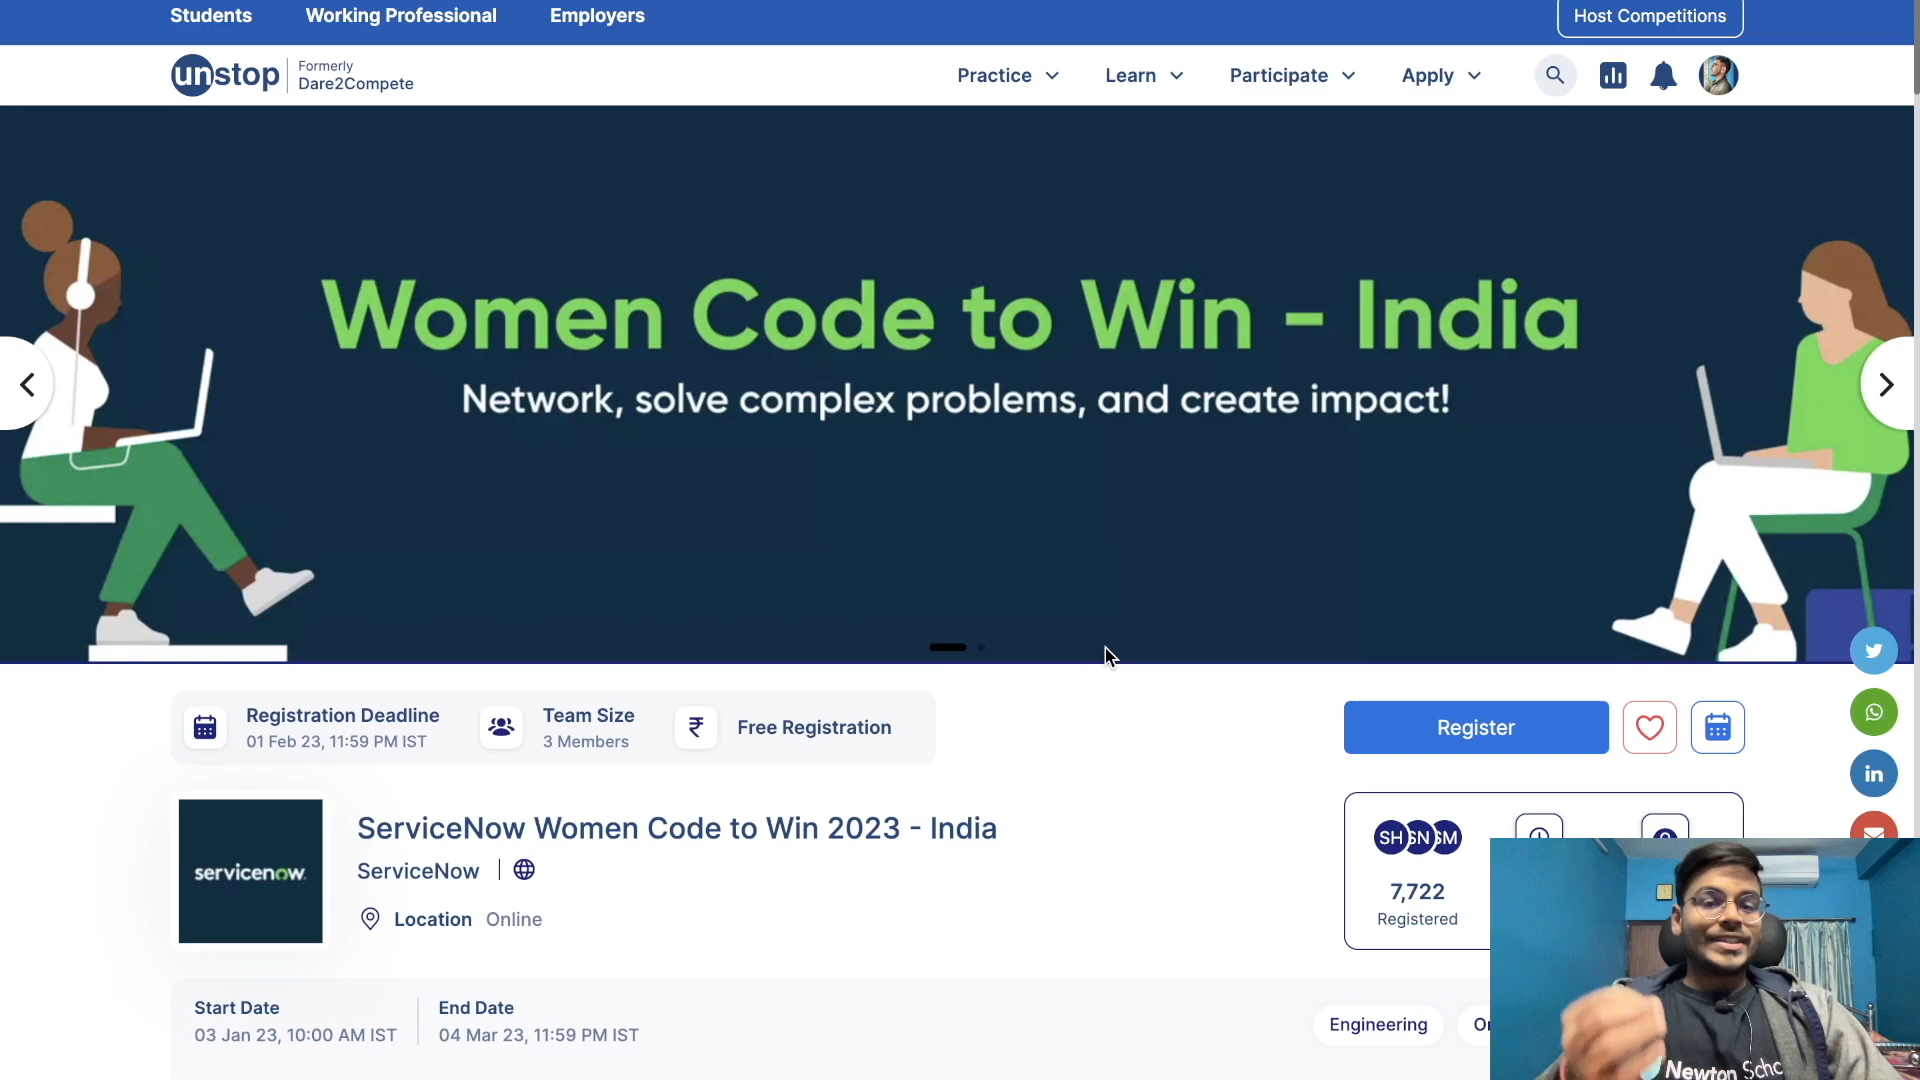 Students Working Professional Employers Host Competitions
unstop Formerly Dare2Compete Practice Learn Participate Apply
Women Code to Win - India
Network, solve complex problems, and create impact!
Registration Deadline
01 Feb 23, 11:59 PM IST
Team Size
3 Members
Free Registration
Register
servicenow.
ServiceNow Women Code to Win 2023 - India
ServiceNow
Location Online
SH SN SM
7,722
Registered
Start Date
03 Jan 23, 10:00 AM IST
End Date
04 Mar 23, 11:59 PM IST
Engineering
Newton